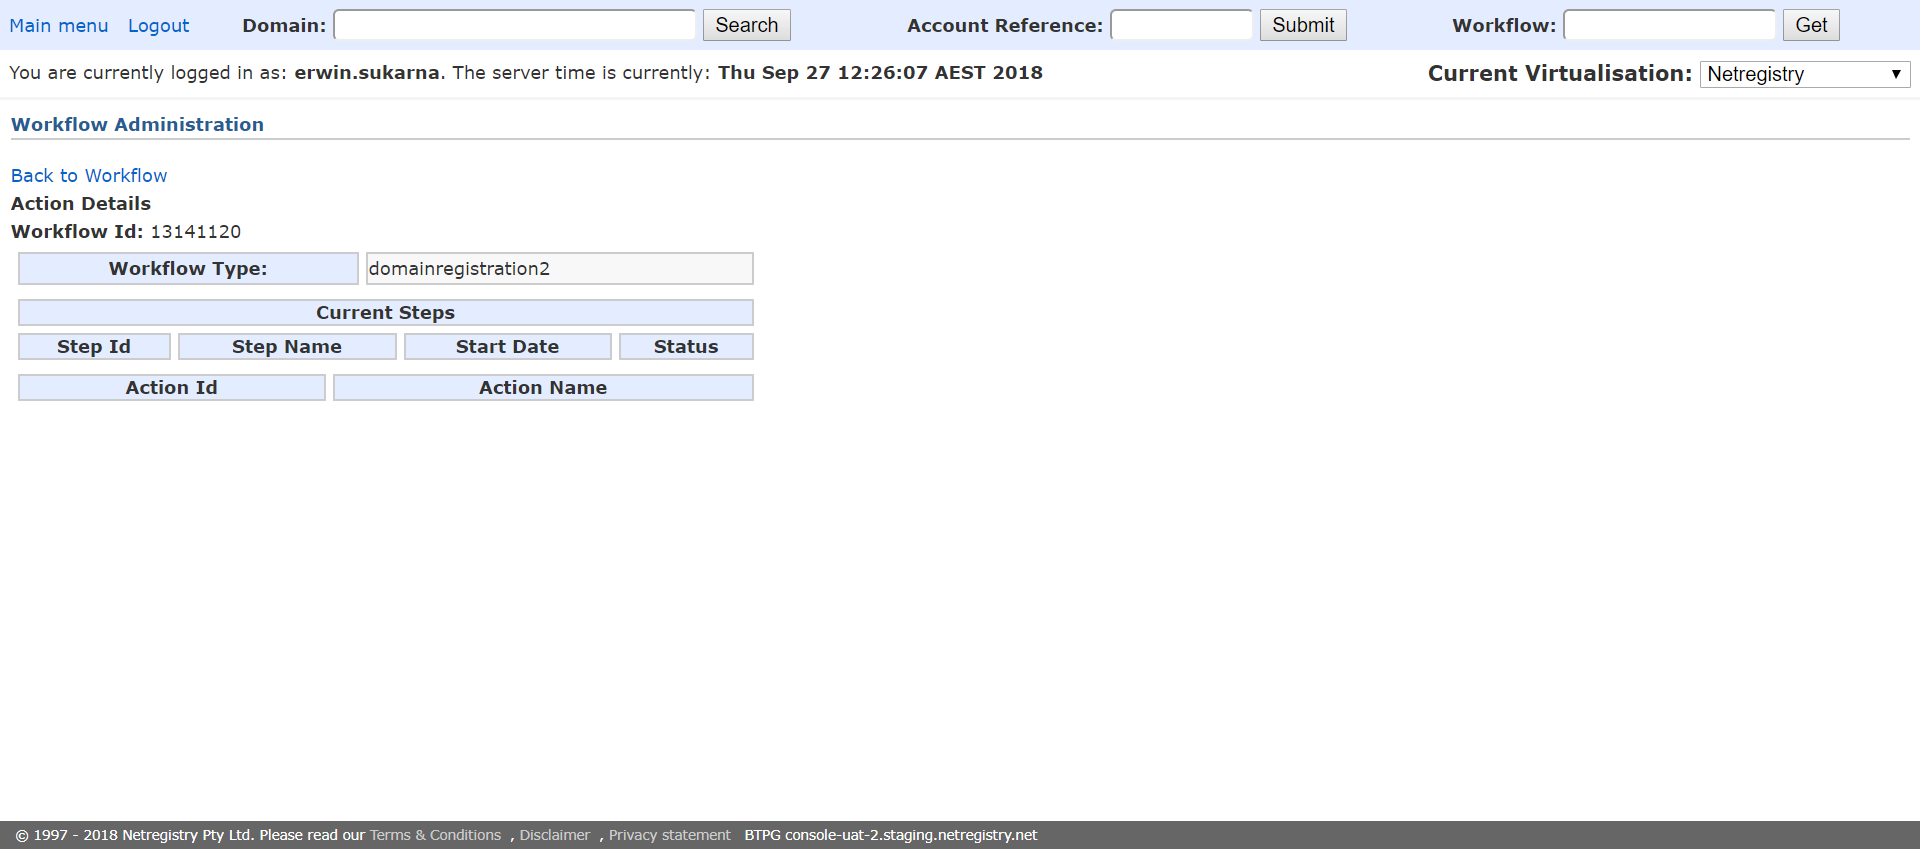 Main menu Logout Domain: Search Account Reference: Submit Workflow: Get
You are currently logged in as: erwin.sukarna. The server time is currently: Thu Sep 27 12:26:07 AEST 2018 Current Virtualisation: Netregistry
Workflow Administration
Back to Workflow
Action Details
Workflow Id: 13141120
Workflow Type: domainregistration2
Current Steps
Step Id Step Name Start Date Status
Action Id Action Name
© 1997 - 2018 Netregistry Pty Ltd. Please read our Terms & Conditions , Disclaimer , Privacy statement BTPG console-uat-2.staging.netregistry.net